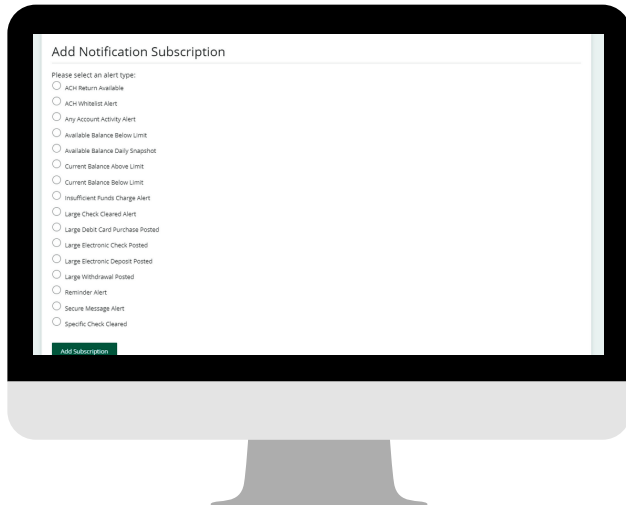 Add Notification Subscription
Please select an alert type:
ACH Return Available
ACH Whitelist Alert
Any Account Activity Alert
Available Balance Below Limit
Available Balance Daily Snapshot
Current Balance Above Limit
Current Balance Below Limit
Insufficient Funds Charge Alert
Large Check Cleared Alert
Large Debit Card Purchase Posted
Large Electronic Check Posted
Large Electronic Deposit Posted
Large Withdrawal Posted
Reminder Alert
Secure Message Alert
Specific Check Cleared
Add Subscription